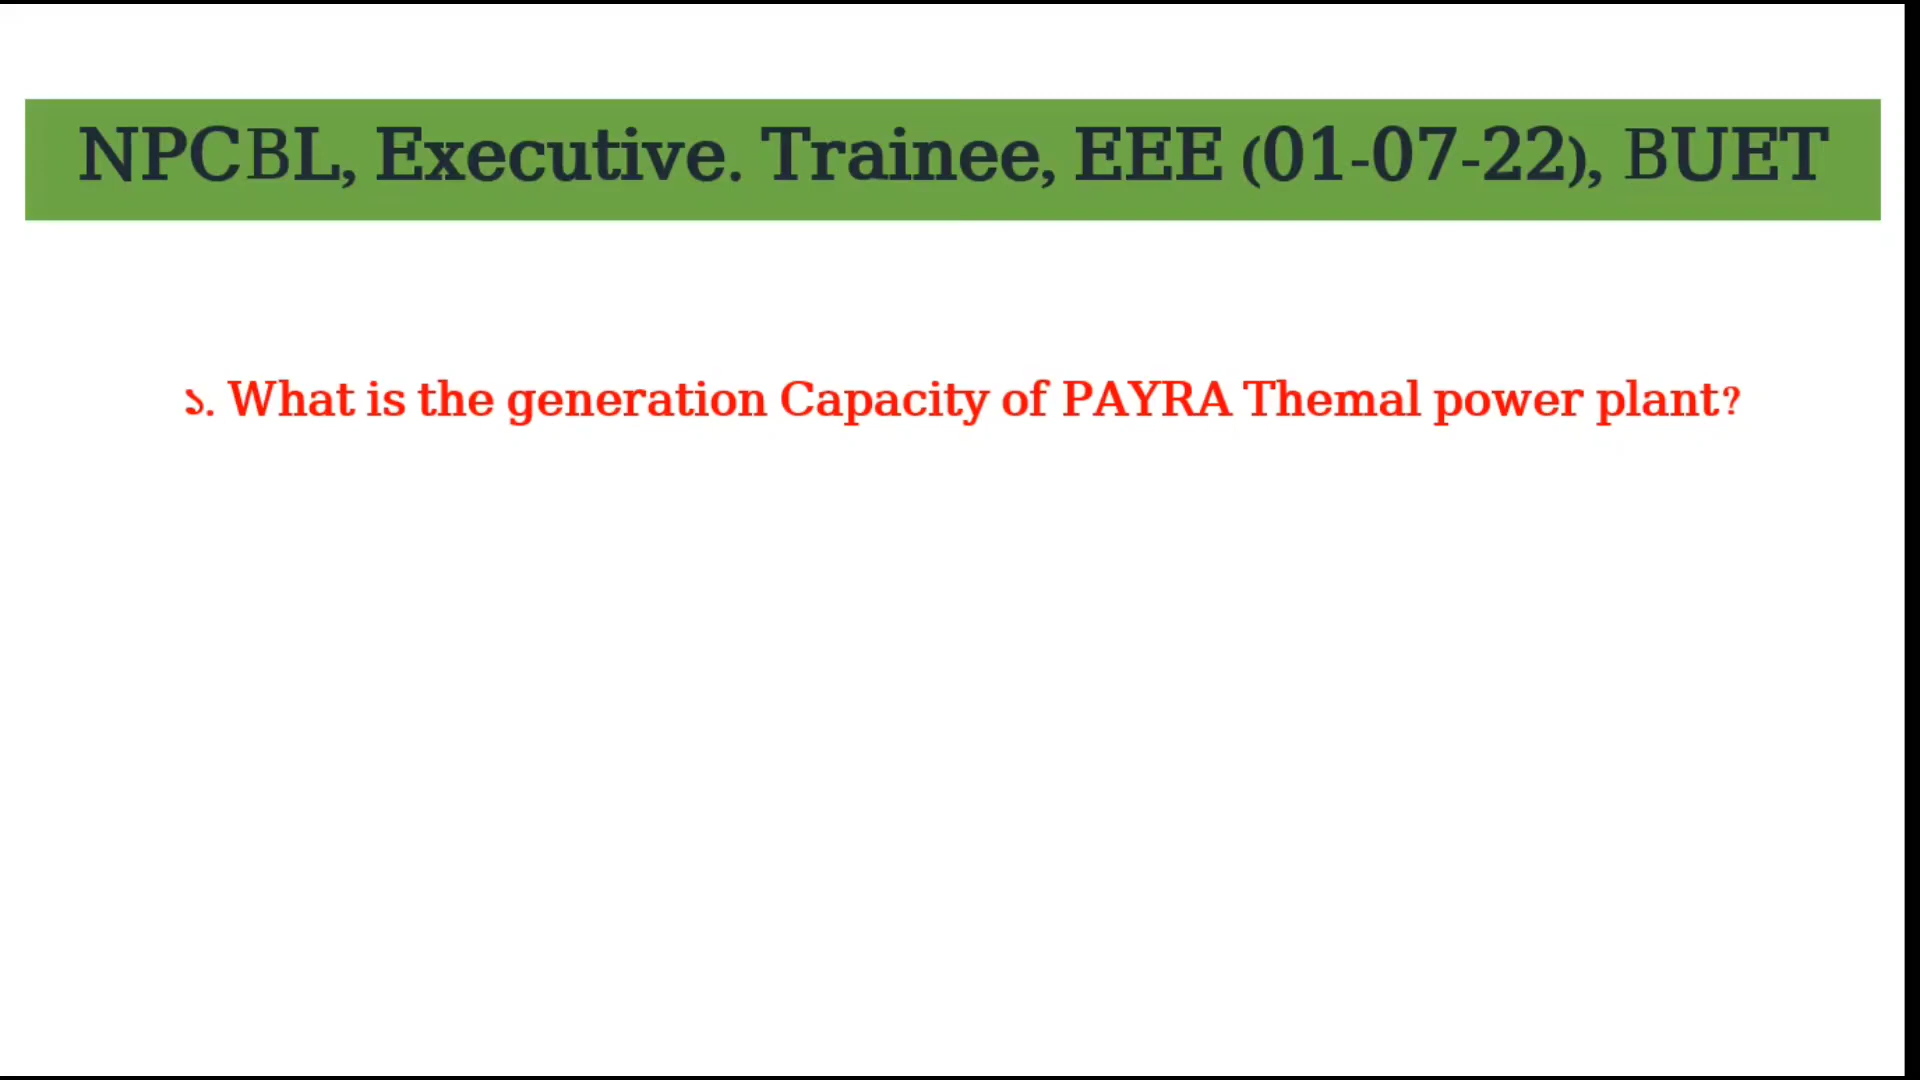 NPCBL, Executive. Trainee, EEE (01-07-22), BUET
১. What is the generation Capacity of PAYRA Themal power plant?